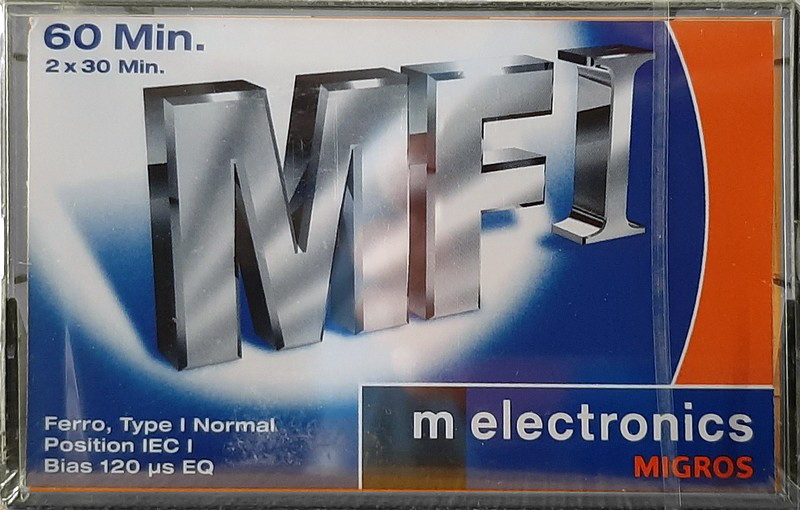 60 Min.
2 x 30 Min.
MFI
Ferro, Type I Normal
Position IEC I
Bias 120 µs EQ
m electronics
MIGROS